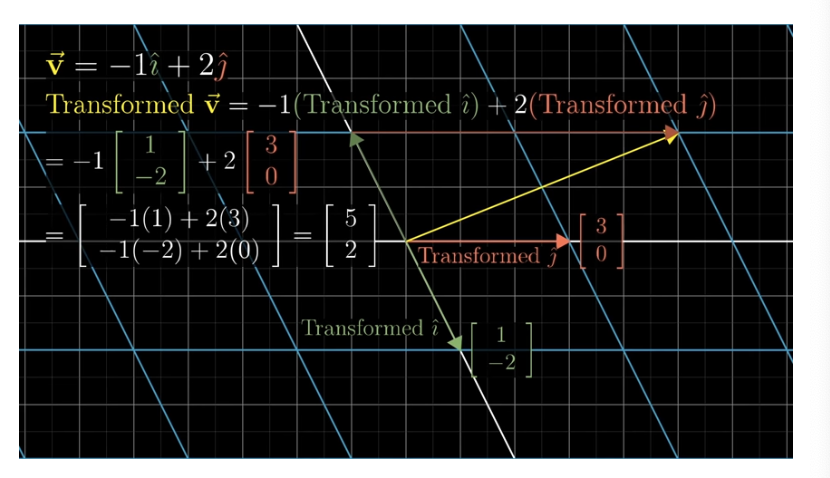 v⃗ = −1î + 2ĵ
Transformed v⃗ = −1(Transformed î) + 2(Transformed ĵ)
= −1 [1 −2] + 2 [3 0]
= [−1(1) + 2(3) −1(−2) + 2(0)] = [5 2]
Transformed ĵ [3 0]
Transformed î [1 −2]